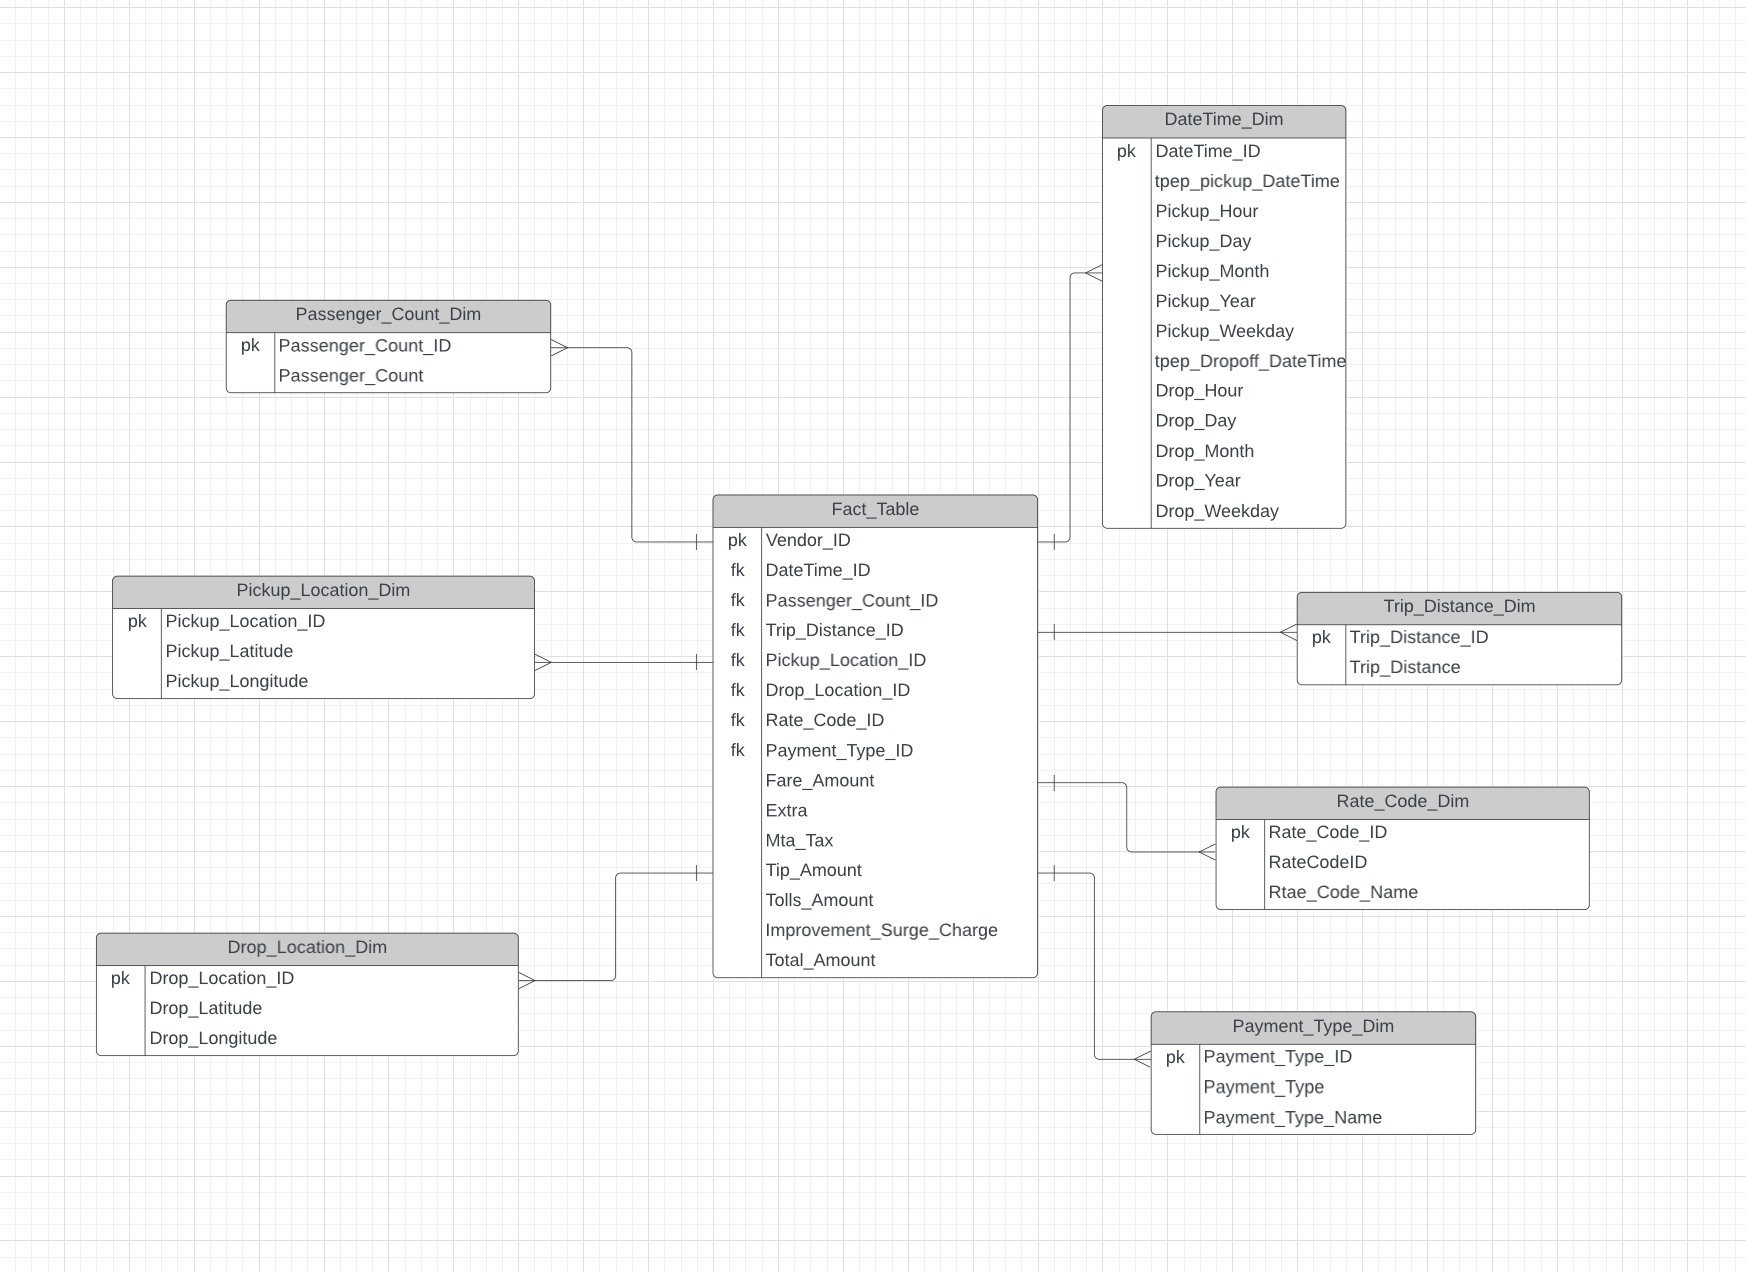 DateTime_Dim
pk DateTime_ID
tpep_pickup_DateTime
Pickup_Hour
Pickup_Day
Pickup_Month
Pickup_Year
Pickup_Weekday
tpep_Dropoff_DateTime
Drop_Hour
Drop_Day
Drop_Month
Drop_Year
Drop_Weekday
Passenger_Count_Dim
pk Passenger_Count_ID
Passenger_Count
Fact_Table
pk Vendor_ID
fk DateTime_ID
fk Passenger_Count_ID
fk Trip_Distance_ID
fk Pickup_Location_ID
fk Drop_Location_ID
fk Rate_Code_ID
fk Payment_Type_ID
Fare_Amount
Extra
Mta_Tax
Tip_Amount
Tolls_Amount
Improvement_Surge_Charge
Total_Amount
Pickup_Location_Dim
pk Pickup_Location_ID
Pickup_Latitude
Pickup_Longitude
Trip_Distance_Dim
pk Trip_Distance_ID
Trip_Distance
Rate_Code_Dim
pk Rate_Code_ID
RateCodeID
Rtae_Code_Name
Drop_Location_Dim
pk Drop_Location_ID
Drop_Latitude
Drop_Longitude
Payment_Type_Dim
pk Payment_Type_ID
Payment_Type
Payment_Type_Name